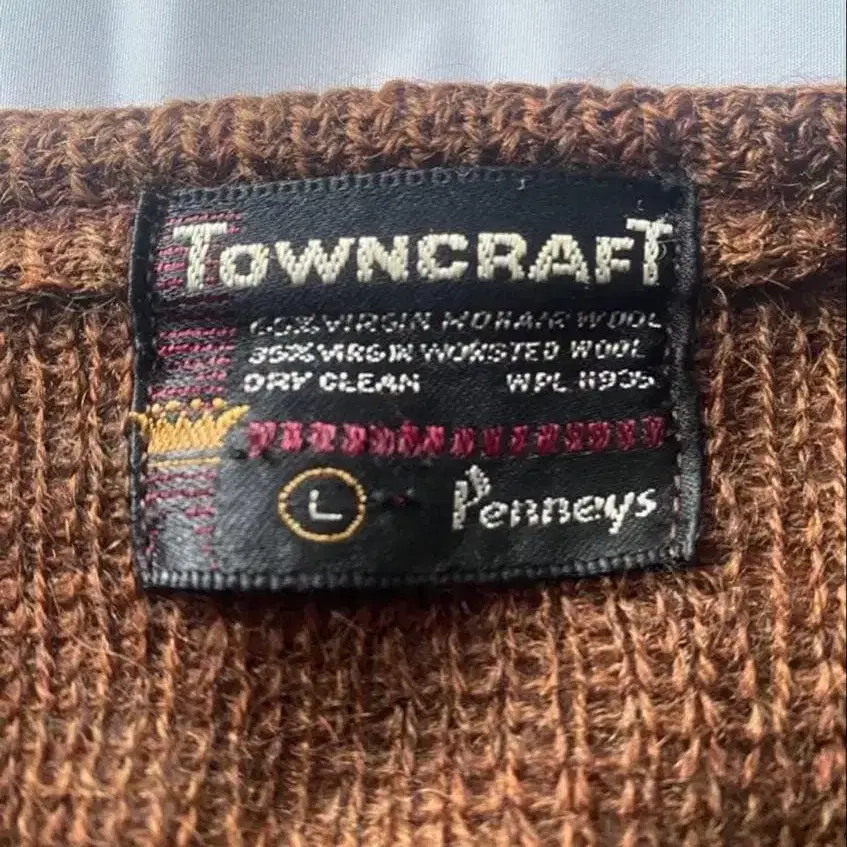 TOWNCRAFT
65% VIRGIN MOHAIR WOOL
35% VIRGIN WORSTED WOOL
DRY CLEAN WPL 11935
L
Penneys